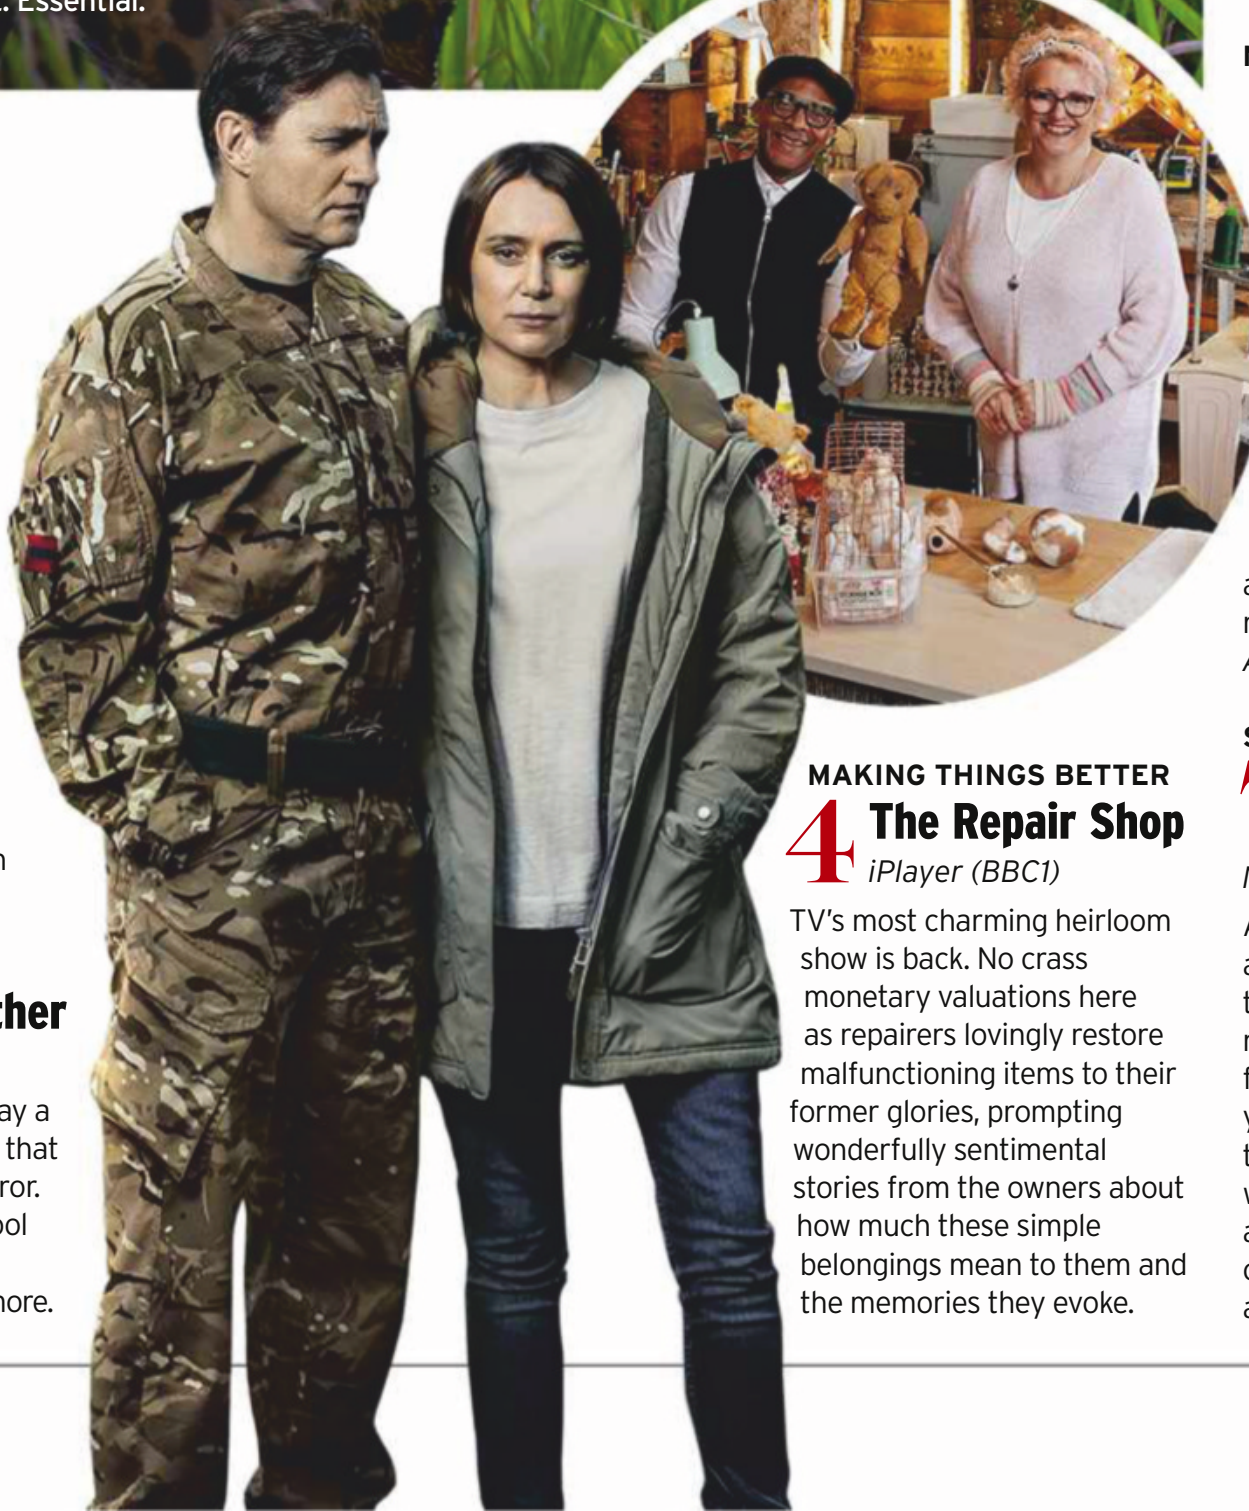 . Essential.
ther
ay a
that
ror.
ool
nore.
MAKING THINGS BETTER
4 The Repair Shop
iPlayer (BBC1)
TV's most charming heirloom
show is back. No crass
monetary valuations here
as repairers lovingly restore
malfunctioning items to their
former glories, prompting
wonderfully sentimental
stories from the owners about
how much these simple
belongings mean to them and
the memories they evoke.